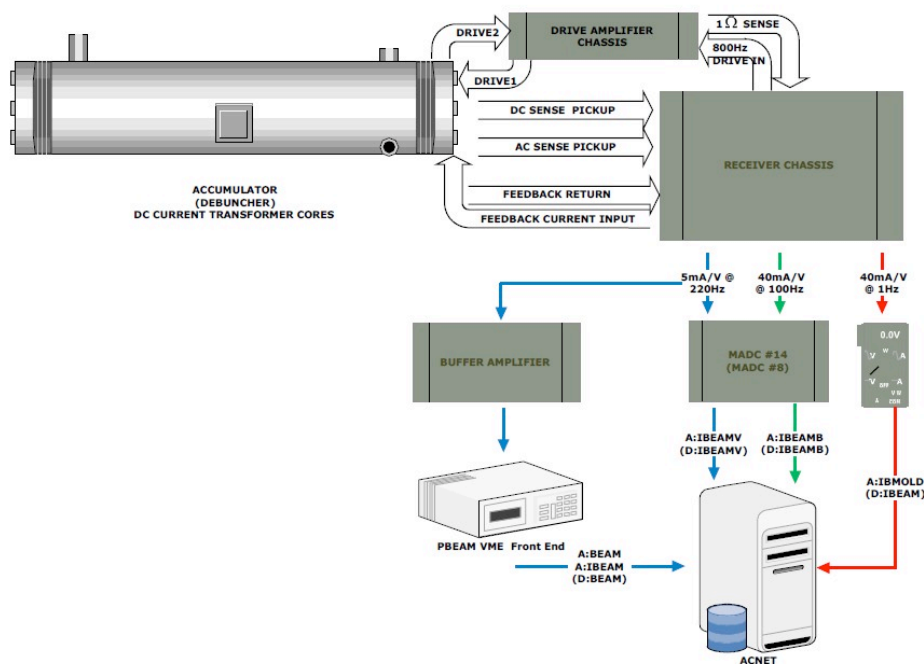 DRIVE2
DRIVE AMPLIFIER
CHASSIS
1Ω SENSE
800Hz
DRIVE IN
DRIVE1
DC SENSE PICKUP
AC SENSE PICKUP
RECEIVER CHASSIS
ACCUMULATOR
(DEBUNCHER)
DC CURRENT TRANSFORMER CORES
FEEDBACK RETURN
FEEDBACK CURRENT INPUT
5mA/V @
220Hz
40mA/V
@ 100Hz
40mA/V
@ 1Hz
BUFFER AMPLIFIER
MADC #14
(MADC #8)
0.0V
W
V
A
V
OFF
A
A:IBEAMV
(D:IBEAMV)
A:IBEAMB
(D:IBEAMB)
A:IBMOLD
(D:IBEAM)
PBEAM VME Front End
A:BEAM
A:IBEAM
(D:BEAM)
ACNET